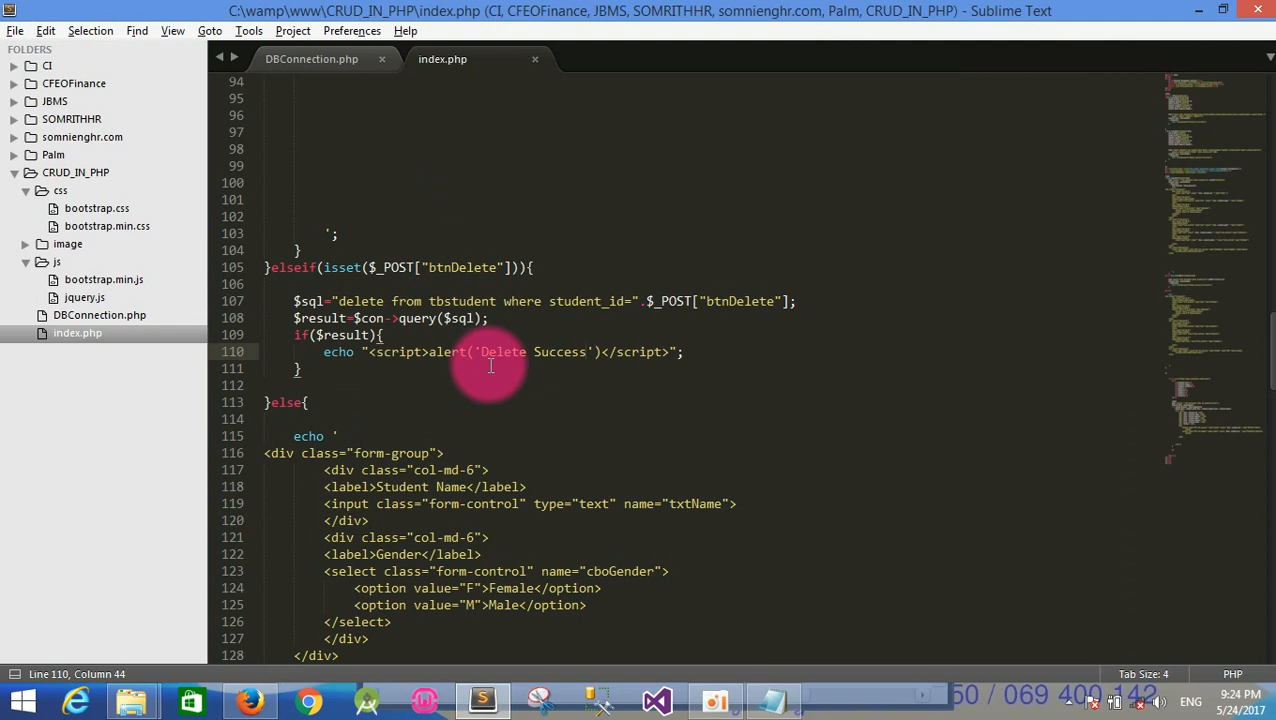 C:\wamp\www\CRUD_IN_PHP\index.php (CI, CFEOFinance, JBMS, SOMRITHHR, somnienghr.com, Palm, CRUD_IN_PHP) - Sublime Text
File Edit Selection Find View Goto Tools Project Preferences Help
FOLDERS
CI
CFEOFinance
JBMS
SOMRITHHR
somnienghr.com
Palm
CRUD_IN_PHP
css
bootstrap.css
bootstrap.min.css
image
js
bootstrap.min.js
jquery.js
DBConnection.php
index.php
DBConnection.php index.php
94
95
96
97
98
99
100
101
102
103 ';
104 }
105 }elseif(isset($_POST["btnDelete"])){
106
107 $sql="delete from tbstudent where student_id=".$_POST["btnDelete"];
108 $result=$con->query($sql);
109 if($result){
110 echo "<script>alert('Delete Success')</script>";
111 }
112
113 }else{
114
115 echo '
116 <div class="form-group">
117 <div class="col-md-6">
118 <label>Student Name</label>
119 <input class="form-control" type="text" name="txtName">
120 </div>
121 <div class="col-md-6">
122 <label>Gender</label>
123 <select class="form-control" name="cboGender">
124 <option value="F">Female</option>
125 <option value="M">Male</option>
126 </select>
127 </div>
128 </div>
Line 110, Column 44 Tab Size: 4 PHP
50 / 069 400 142
ENG
9:24 PM
5/24/2017